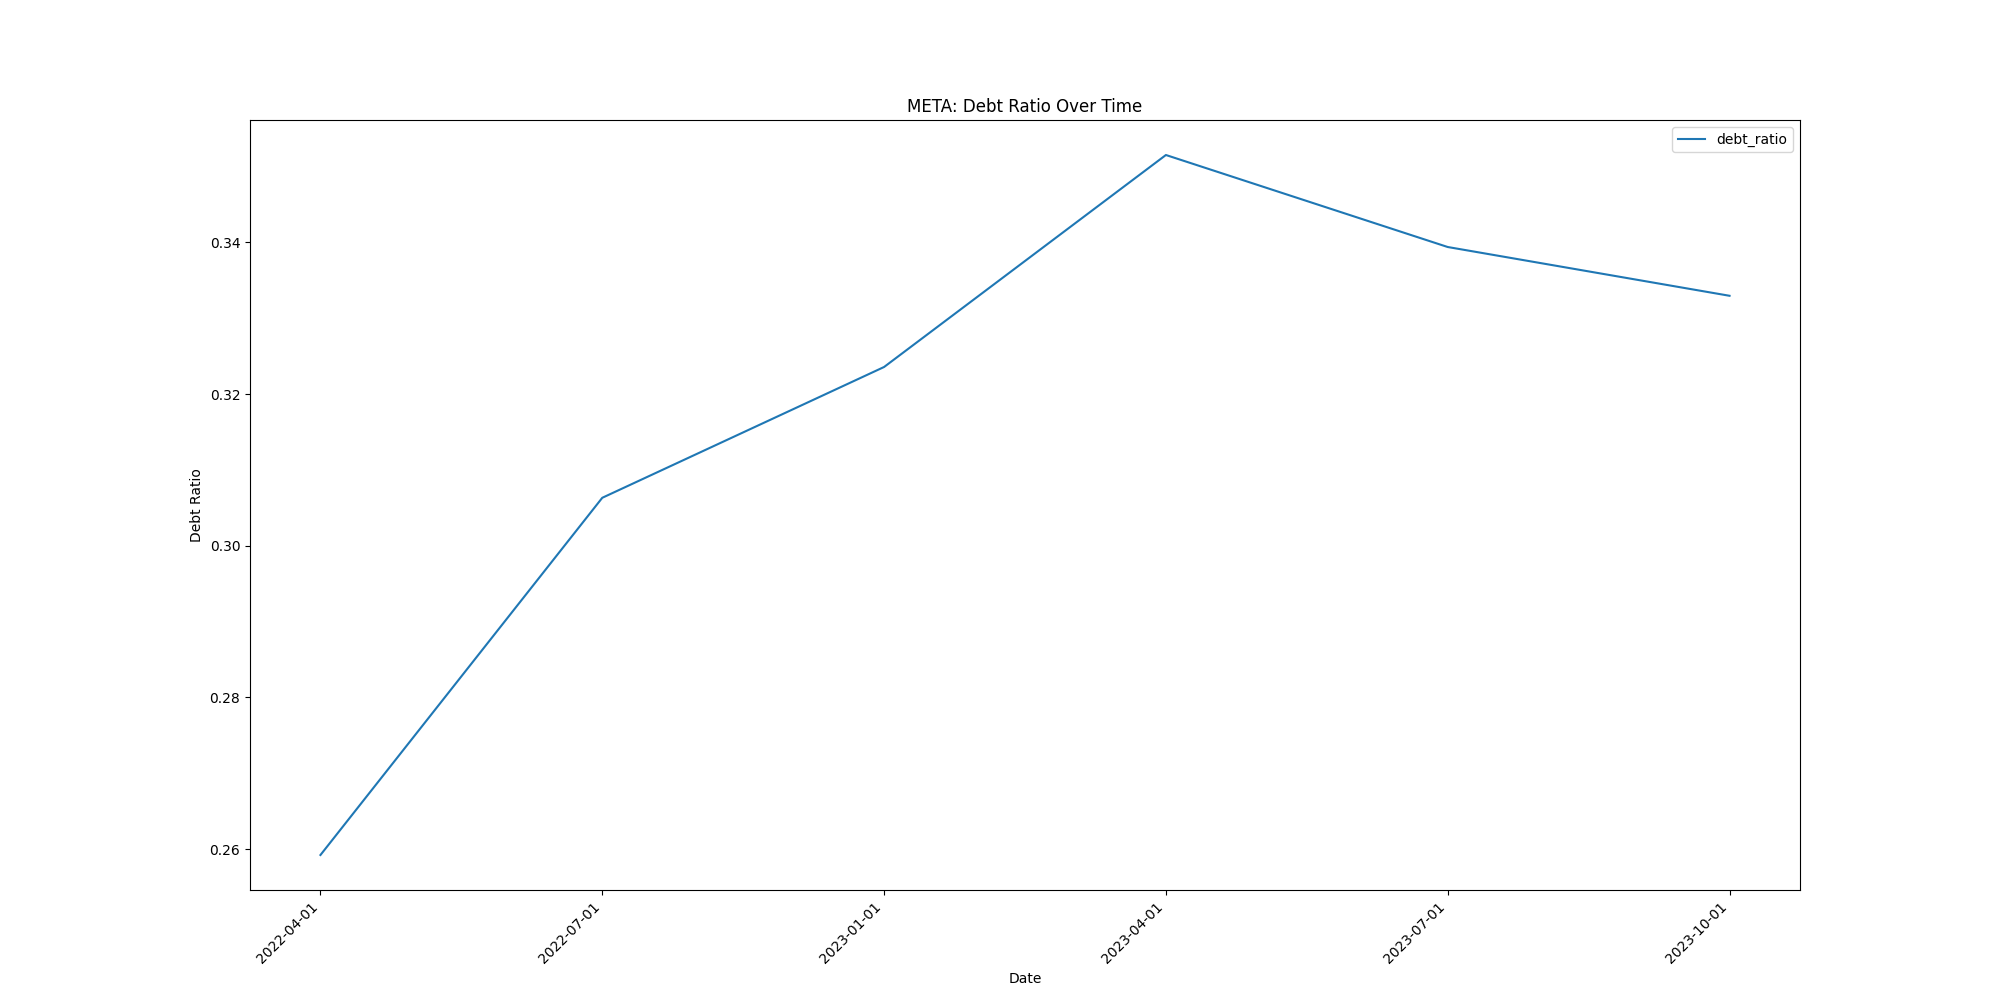 META: Debt Ratio Over Time
debt_ratio
Debt Ratio
0.34
0.32
0.30
0.28
0.26
2022-04-01
2022-07-01
2023-01-01
2023-04-01
2023-07-01
2023-10-01
Date